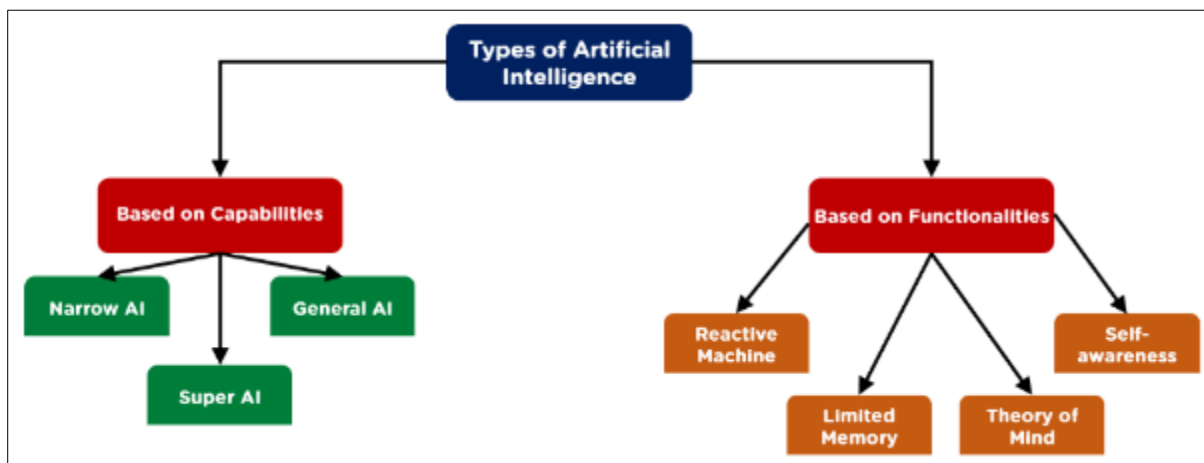 Types of Artificial
Intelligence
Based on Capabilities
Based on Functionalities
Narrow AI
General AI
Super AI
Reactive
Machine
Self-
awareness
Limited
Memory
Theory of
Mind